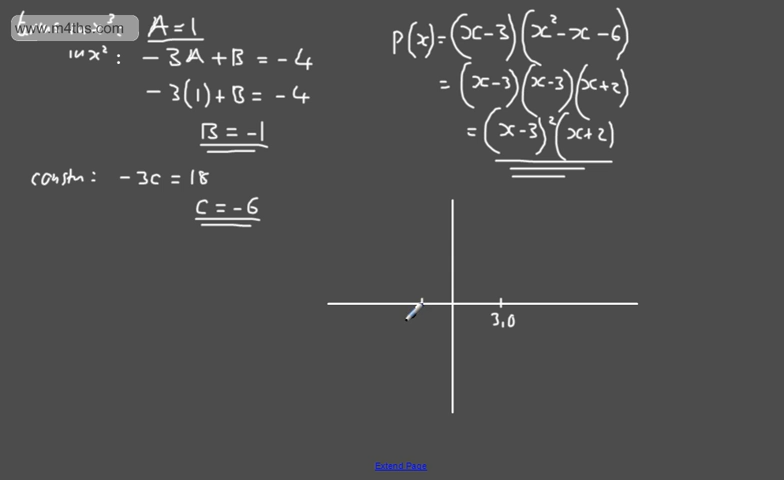 www.m4ths.com
A = 1
in x²: -3A + B = -4
-3(1) + B = -4
B = -1
constn: -3c = 18
c = -6
P(x) = (x-3)(x²-x-6)
= (x-3)(x-3)(x+2)
= (x-3)²(x+2)
3,0
Extend Page